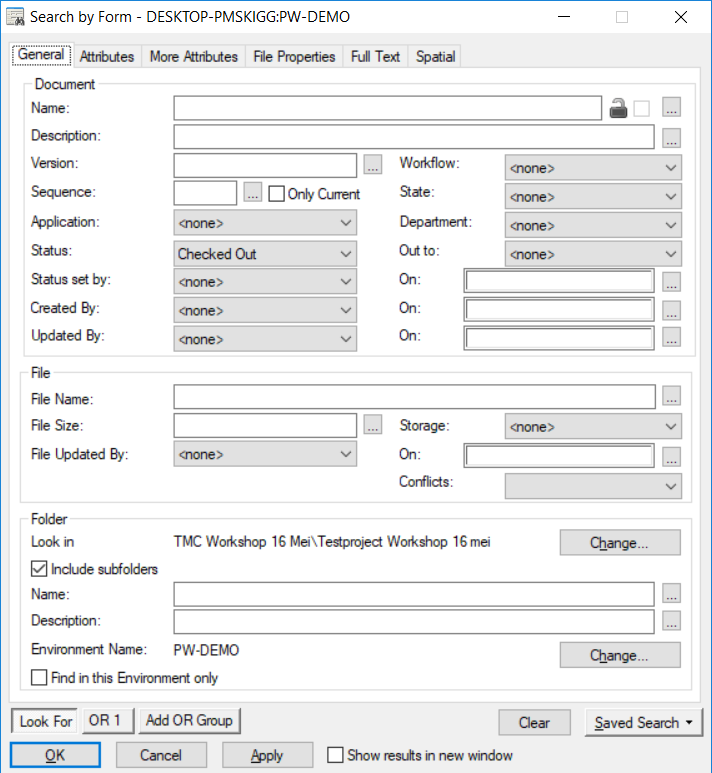 Search by Form - DESKTOP-PMSKIGG:PW-DEMO
General Attributes More Attributes File Properties Full Text Spatial
Document
Name: ...
Description: ...
Version: ... Workflow: <none>
Sequence: ... Only Current State: <none>
Application: <none> Department: <none>
Status: Checked Out Out to: <none>
Status set by: <none> On: ...
Created By: <none> On: ...
Updated By: <none> On: ...
File
File Name: ...
File Size: ... Storage: <none>
File Updated By: <none> On: ...
Conflicts:
Folder
Look in TMC Workshop 16 Mei\Testproject Workshop 16 mei Change...
Include subfolders
Name: ...
Description: ...
Environment Name: PW-DEMO Change...
Find in this Environment only
Look For OR 1 Add OR Group Clear Saved Search
OK Cancel Apply Show results in new window